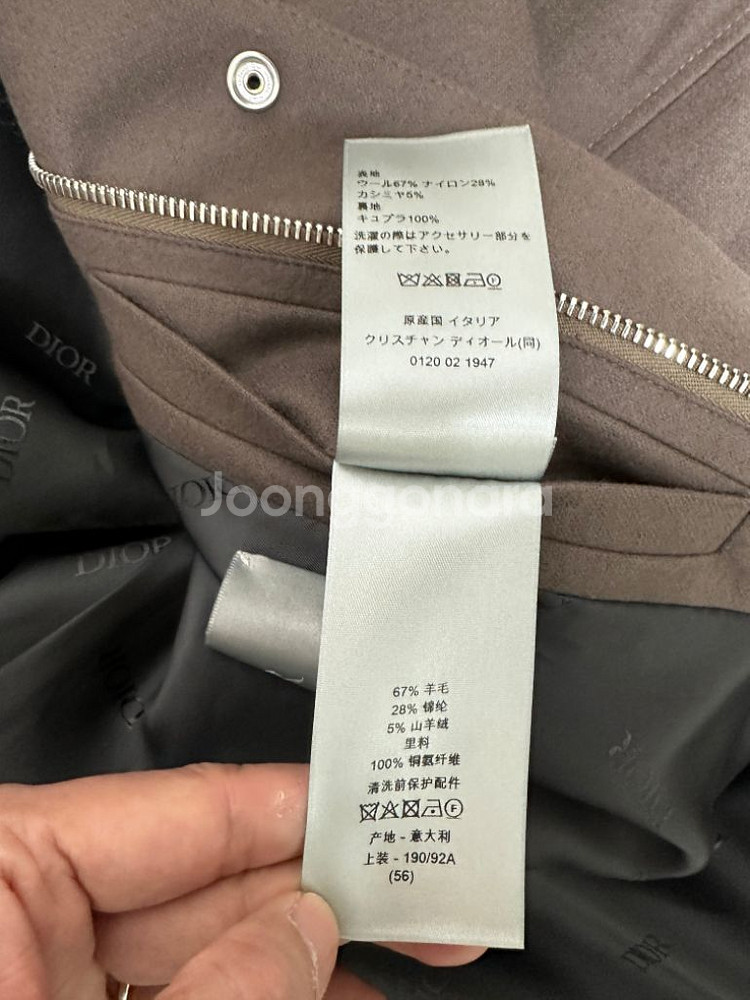 表地
ウール67% ナイロン28%
カシミヤ5%
裏地
キュプラ100%
洗濯の際はアクセサリー部分を
保護して下さい。
原産国 イタリア
クリスチャン ディオール(同)
0120 02 1947
DIOR
DIOR
Joonggonara
DIOR
DIOR
67% 羊毛
28% 锦纶
5% 山羊绒
里料
100% 铜氨纤维
清洗前保护配件
F
产地 - 意大利
上装 - 190/92A
(56)
DIOR